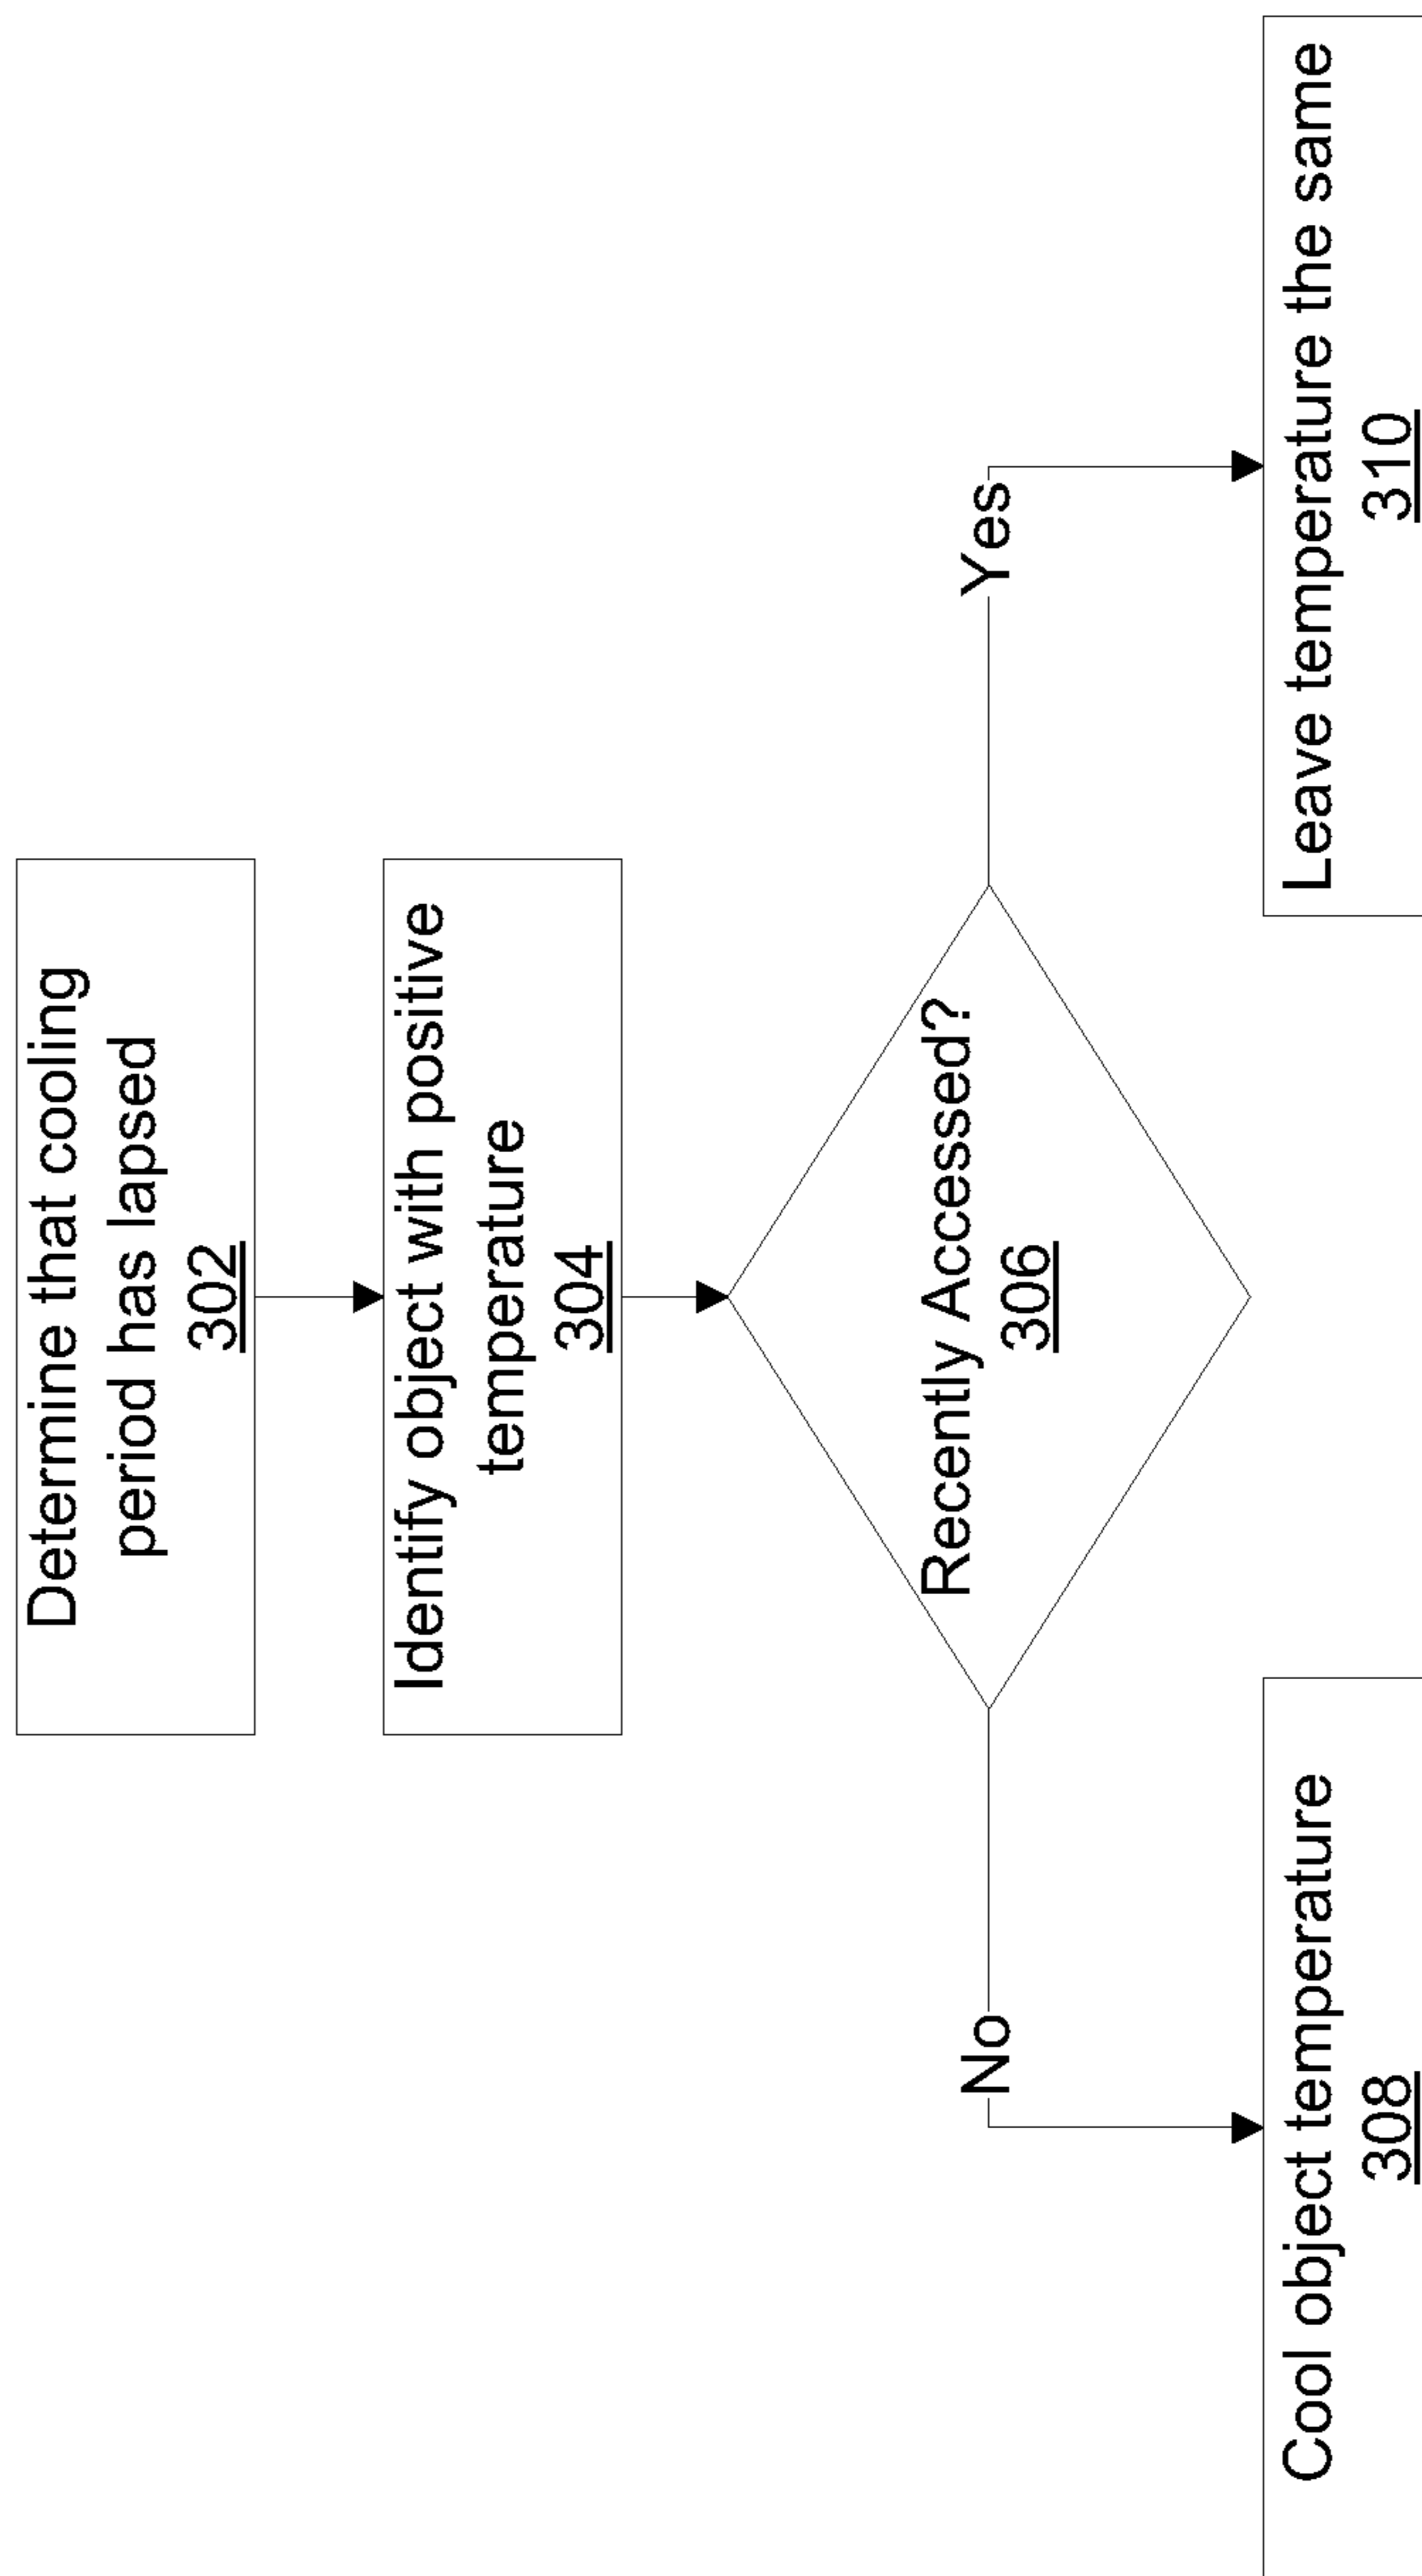 Determine that cooling
period has lapsed
302
Identify object with positive
temperature
304
Recently Accessed?
306
No
Yes
Cool object temperature
308
Leave temperature the same
310